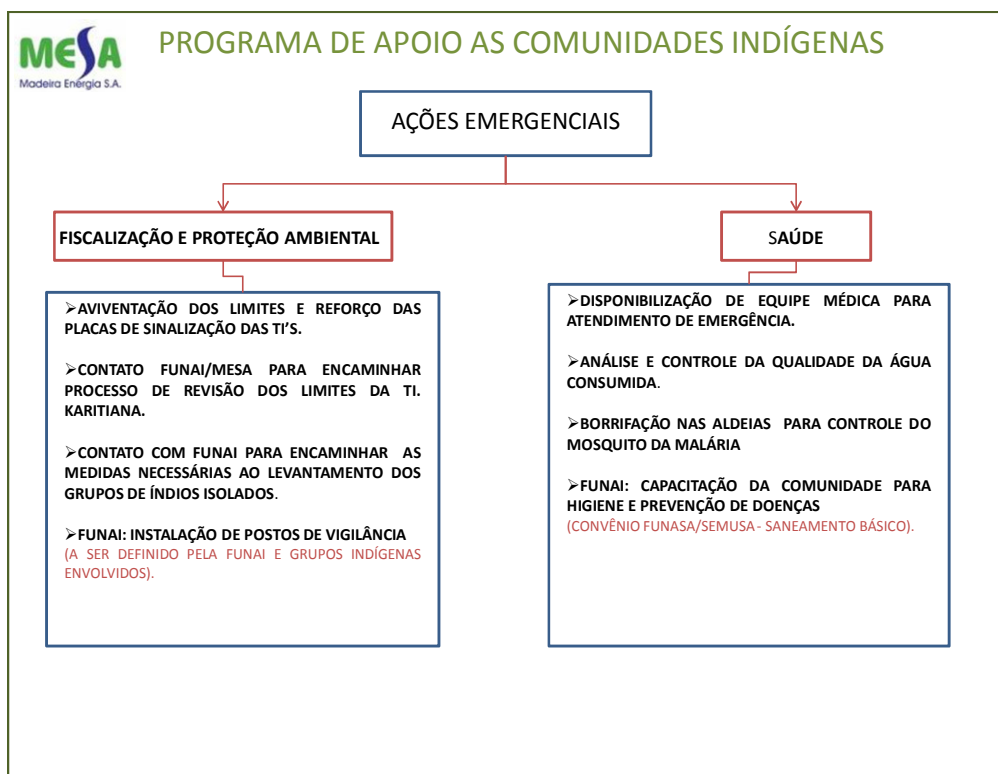 MESA
Madeira Energia S.A.
PROGRAMA DE APOIO AS COMUNIDADES INDÍGENAS
AÇÕES EMERGENCIAIS
FISCALIZAÇÃO E PROTEÇÃO AMBIENTAL
➢AVIVENTAÇÃO DOS LIMITES E REFORÇO DAS
PLACAS DE SINALIZAÇÃO DAS TI’S.
➢CONTATO FUNAI/MESA PARA ENCAMINHAR
PROCESSO DE REVISÃO DOS LIMITES DA TI.
KARITIANA.
➢CONTATO COM FUNAI PARA ENCAMINHAR AS
MEDIDAS NECESSÁRIAS AO LEVANTAMENTO DOS
GRUPOS DE ÍNDIOS ISOLADOS.
➢FUNAI: INSTALAÇÃO DE POSTOS DE VIGILÂNCIA
(A SER DEFINIDO PELA FUNAI E GRUPOS INDÍGENAS
ENVOLVIDOS).
SAÚDE
➢DISPONIBILIZAÇÃO DE EQUIPE MÉDICA PARA
ATENDIMENTO DE EMERGÊNCIA.
➢ANÁLISE E CONTROLE DA QUALIDADE DA ÁGUA
CONSUMIDA.
➢BORRIFAÇÃO NAS ALDEIAS PARA CONTROLE DO
MOSQUITO DA MALÁRIA
➢FUNAI: CAPACITAÇÃO DA COMUNIDADE PARA
HIGIENE E PREVENÇÃO DE DOENÇAS
(CONVÊNIO FUNASA/SEMUSA - SANEAMENTO BÁSICO).